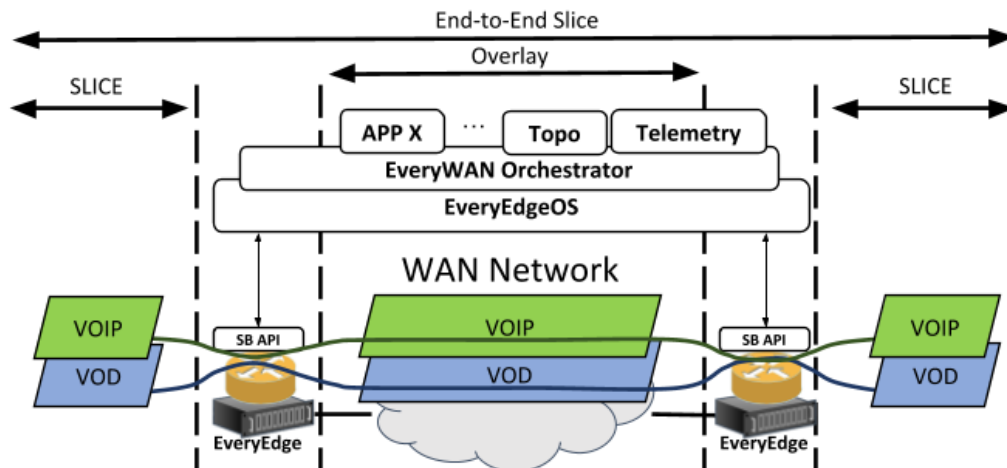 End-to-End Slice
Overlay
SLICE
SLICE
APP X
...
Topo
Telemetry
EveryWAN Orchestrator
EveryEdgeOS
WAN Network
VOIP
VOIP
VOIP
SB API
SB API
VOD
VOD
VOD
EveryEdge
EveryEdge